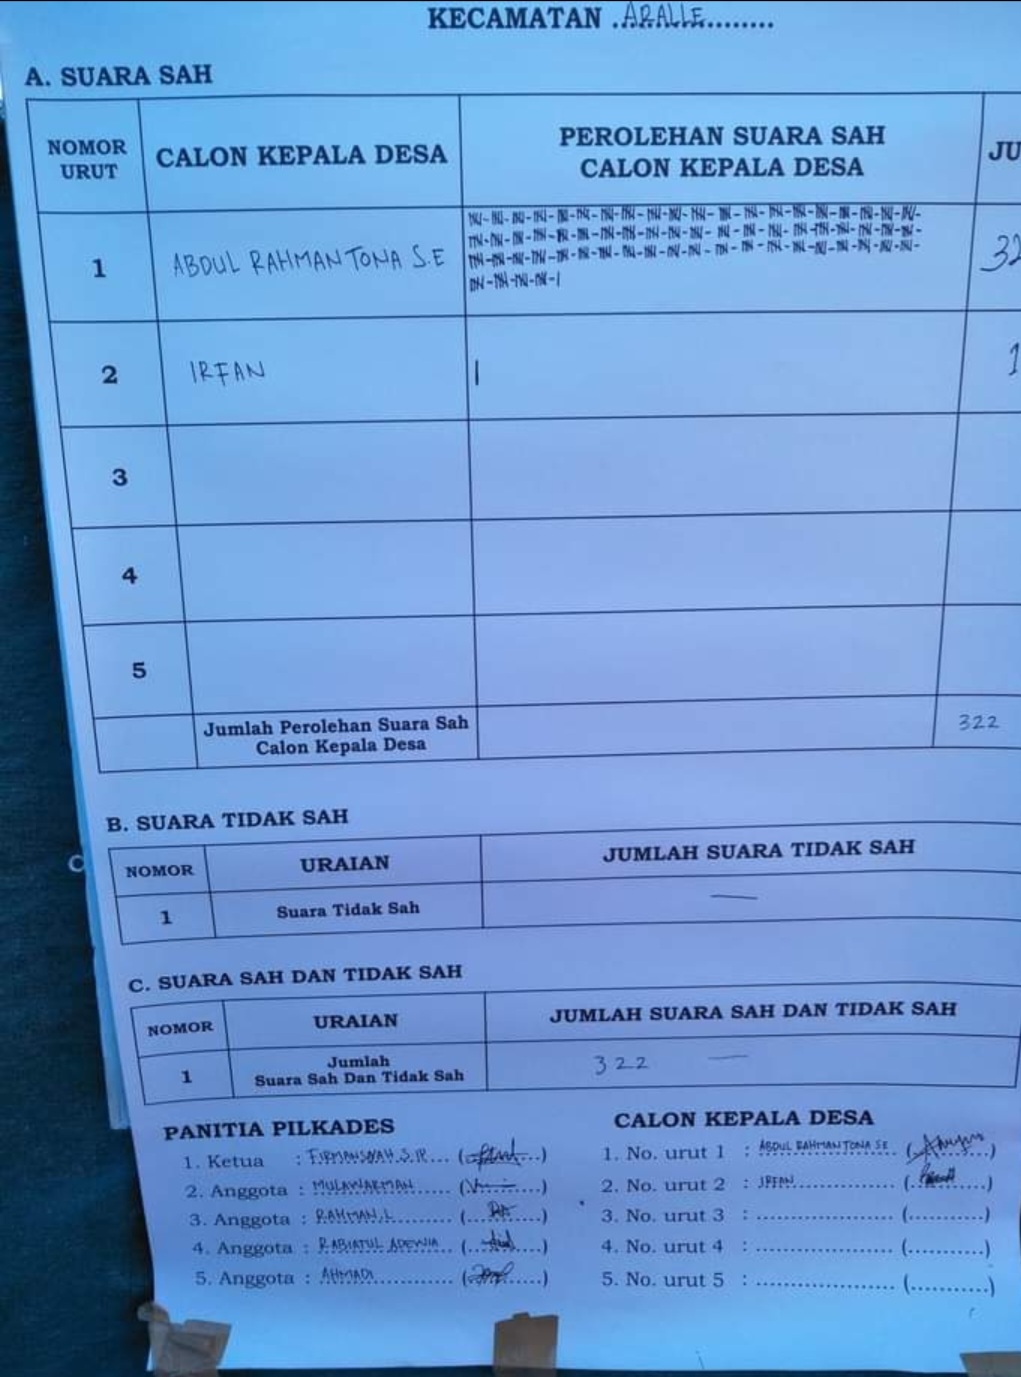 KECAMATAN .ARALLE........
A. SUARA SAH
NOMOR URUT CALON KEPALA DESA PEROLEHAN SUARA SAH CALON KEPALA DESA JU
1 ABDUL RAHMAN TONA S.E 32
2 IRFAN | 1
3
4
5
Jumlah Perolehan Suara Sah Calon Kepala Desa 322
B. SUARA TIDAK SAH
NOMOR URAIAN JUMLAH SUARA TIDAK SAH
1 Suara Tidak Sah —
C. SUARA SAH DAN TIDAK SAH
NOMOR URAIAN JUMLAH SUARA SAH DAN TIDAK SAH
1 Jumlah Suara Sah Dan Tidak Sah 322 —
PANITIA PILKADES
1. Ketua : FIRMANSYAH S.IP... (...)
2. Anggota : MULAWARMAN...... (...)
3. Anggota : RAHMAN.L........ (...)
4. Anggota : RABIATUL ADEWIA .. (...)
5. Anggota : AHMADI............ (...)
CALON KEPALA DESA
1. No. urut 1 : ABDUL RAHMAN TONA SE. (...)
2. No. urut 2 : IRFAN................ (...)
3. No. urut 3 : ...................... (...........)
4. No. urut 4 : ...................... (...........)
5. No. urut 5 : ...................... (...........)